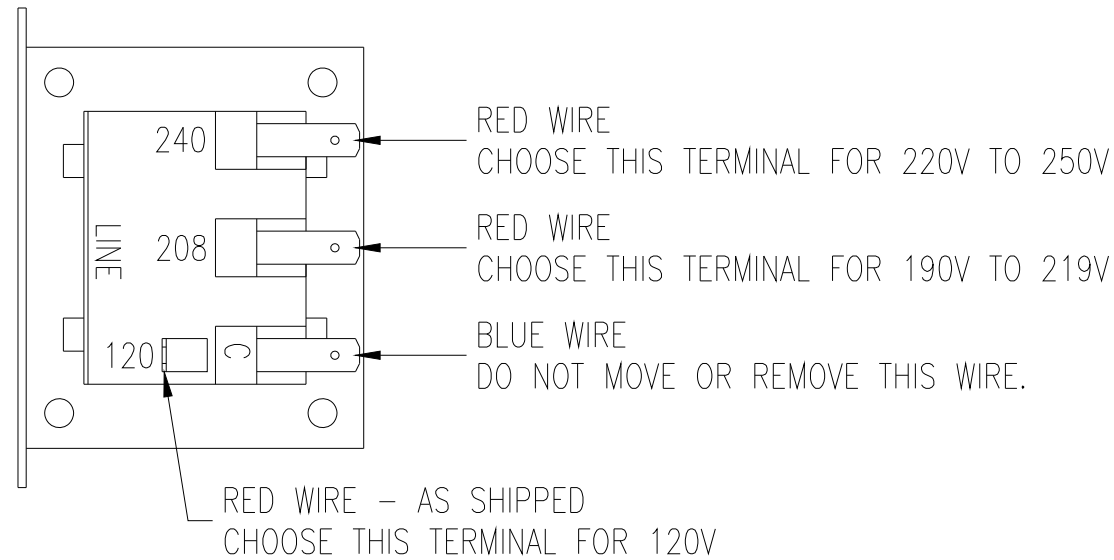 240
RED WIRE
CHOOSE THIS TERMINAL FOR 220V TO 250V
LINE
208
RED WIRE
CHOOSE THIS TERMINAL FOR 190V TO 219V
120
C
BLUE WIRE
DO NOT MOVE OR REMOVE THIS WIRE.
RED WIRE – AS SHIPPED
CHOOSE THIS TERMINAL FOR 120V